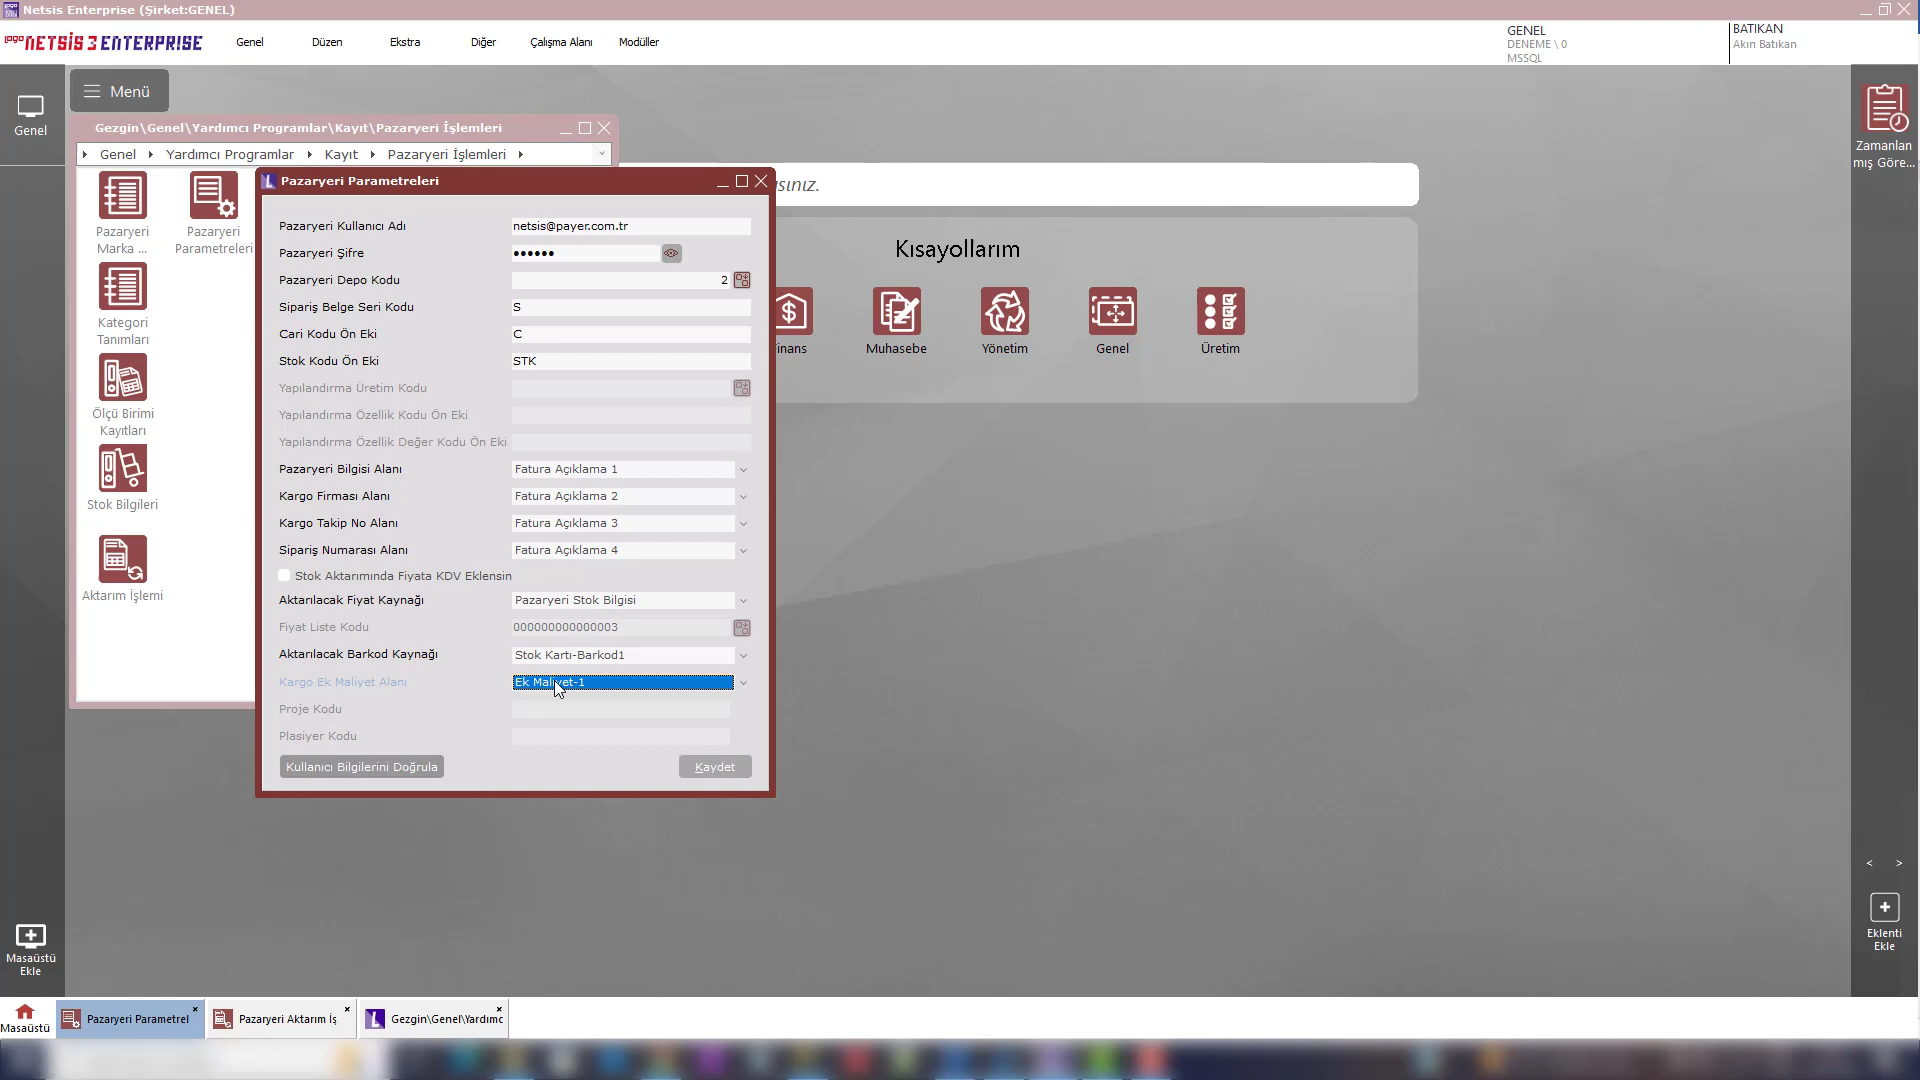 Netsis Enterprise (Şirket:GENEL)
LOGO NETSİS 3 ENTERPRISE
Genel
Düzen
Ekstra
Diğer
Çalışma Alanı
Modüller
GENEL
DENEME \ 0
MSSQL
BATIKAN
Akın Batıkan
Genel
Menü
Gezgin\Genel\Yardımcı Programlar\Kayıt\Pazaryeri İşlemleri
Genel
Yardımcı Programlar
Kayıt
Pazaryeri İşlemleri
Pazaryeri
Marka ...
Pazaryeri
Parametreleri
Kategori
Tanımları
Ölçü Birimi
Kayıtları
Stok Bilgileri
Aktarım İşlemi
Pazaryeri Parametreleri
Pazaryeri Kullanıcı Adı
netsis@payer.com.tr
Pazaryeri Şifre
••••••
Pazaryeri Depo Kodu
2
Sipariş Belge Seri Kodu
S
Cari Kodu Ön Eki
C
Stok Kodu Ön Eki
STK
Yapılandırma Üretim Kodu
Yapılandırma Özellik Kodu Ön Eki
Yapılandırma Özellik Değer Kodu Ön Eki
Pazaryeri Bilgisi Alanı
Fatura Açıklama 1
Kargo Firması Alanı
Fatura Açıklama 2
Kargo Takip No Alanı
Fatura Açıklama 3
Sipariş Numarası Alanı
Fatura Açıklama 4
Stok Aktarımında Fiyata KDV Eklensin
Aktarılacak Fiyat Kaynağı
Pazaryeri Stok Bilgisi
Fiyat Liste Kodu
000000000000003
Aktarılacak Barkod Kaynağı
Stok Kartı-Barkod1
Kargo Ek Maliyet Alanı
Ek Maliyet-1
Proje Kodu
Plasiyer Kodu
Kullanıcı Bilgilerini Doğrula
Kaydet
sınız.
Kısayollarım
inans
Muhasebe
Yönetim
Genel
Üretim
Zamanlan
mış Göre...
< >
Eklenti
Ekle
Masaüstü
Ekle
Masaüstü
Pazaryeri Parametrel
Pazaryeri Aktarım İş
Gezgin\Genel\Yardımc